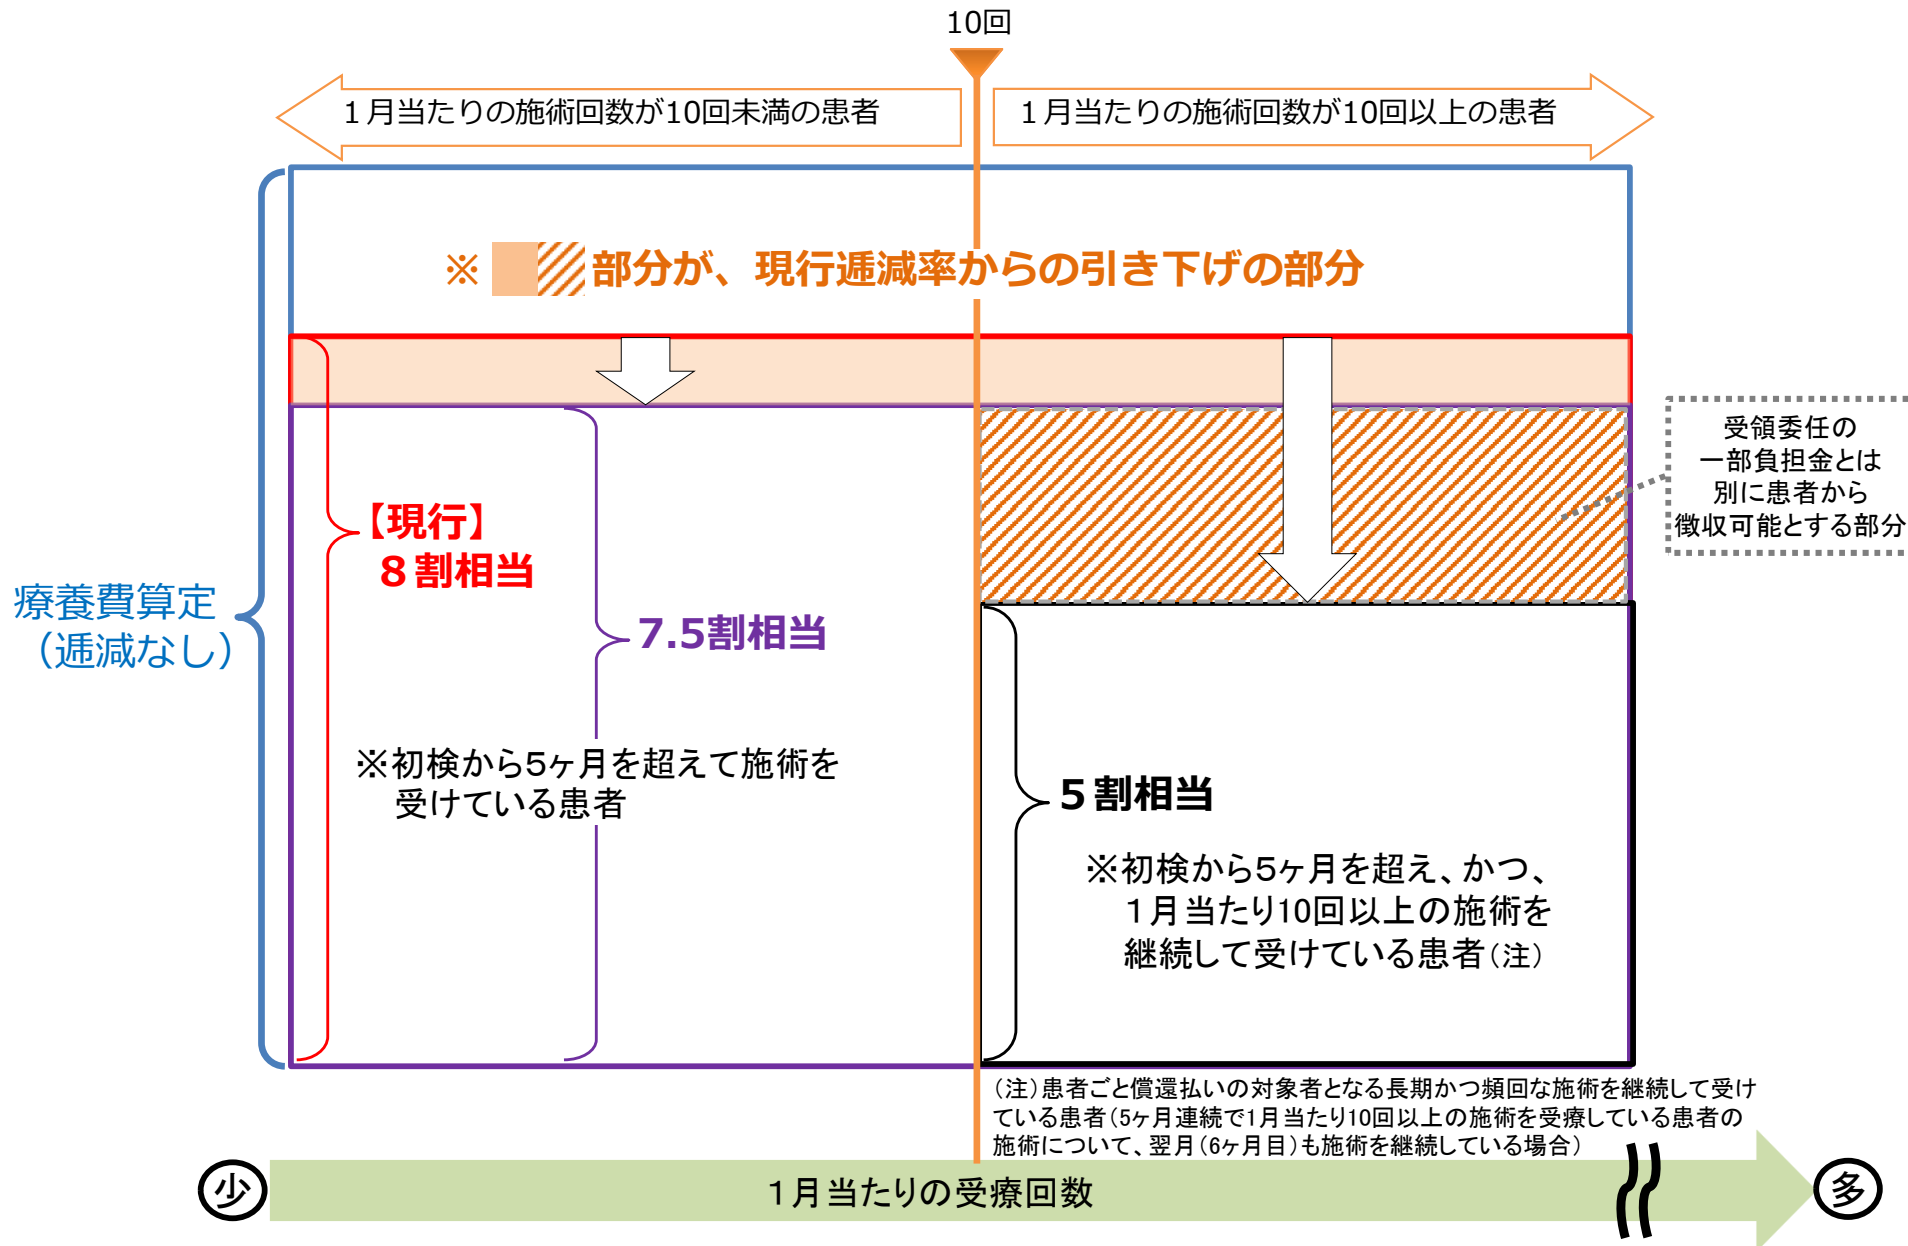 10回
１月当たりの施術回数が10回未満の患者
１月当たりの施術回数が10回以上の患者
※ 部分が、現行逓減率からの引き下げの部分
受領委任の
一部負担金とは
別に患者から
徴収可能とする部分
【現行】
８割相当
療養費算定
（逓減なし）
7.5割相当
※初検から5ヶ月を超えて施術を
受けている患者
５割相当
※初検から5ヶ月を超え、かつ、
１月当たり10回以上の施術を
継続して受けている患者（注）
（注）患者ごと償還払いの対象者となる長期かつ頻回な施術を継続して受け
ている患者（5ヶ月連続で1月当たり10回以上の施術を受療している患者の
施術について、翌月（6ヶ月目）も施術を継続している場合）
少
１月当たりの受療回数
多